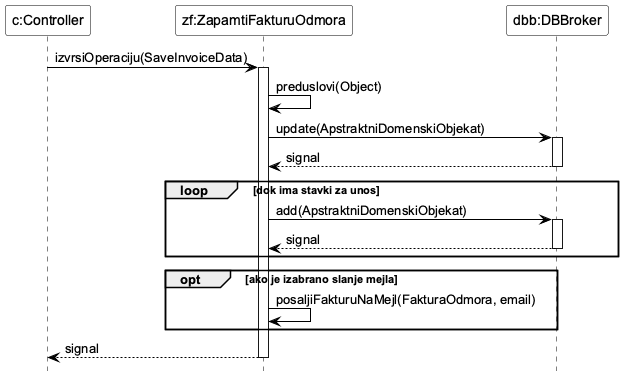 c:Controller
zf:ZapamtiFakturuOdmora
dbb:DBBroker
izvrsiOperaciju(SaveInvoiceData)
preduslovi(Object)
update(ApstraktniDomenskiObjekat)
signal
loop [dok ima stavki za unos]
add(ApstraktniDomenskiObjekat)
signal
opt [ako je izabrano slanje mejla]
posaljiFakturuNaMejl(FakturaOdmora, email)
signal